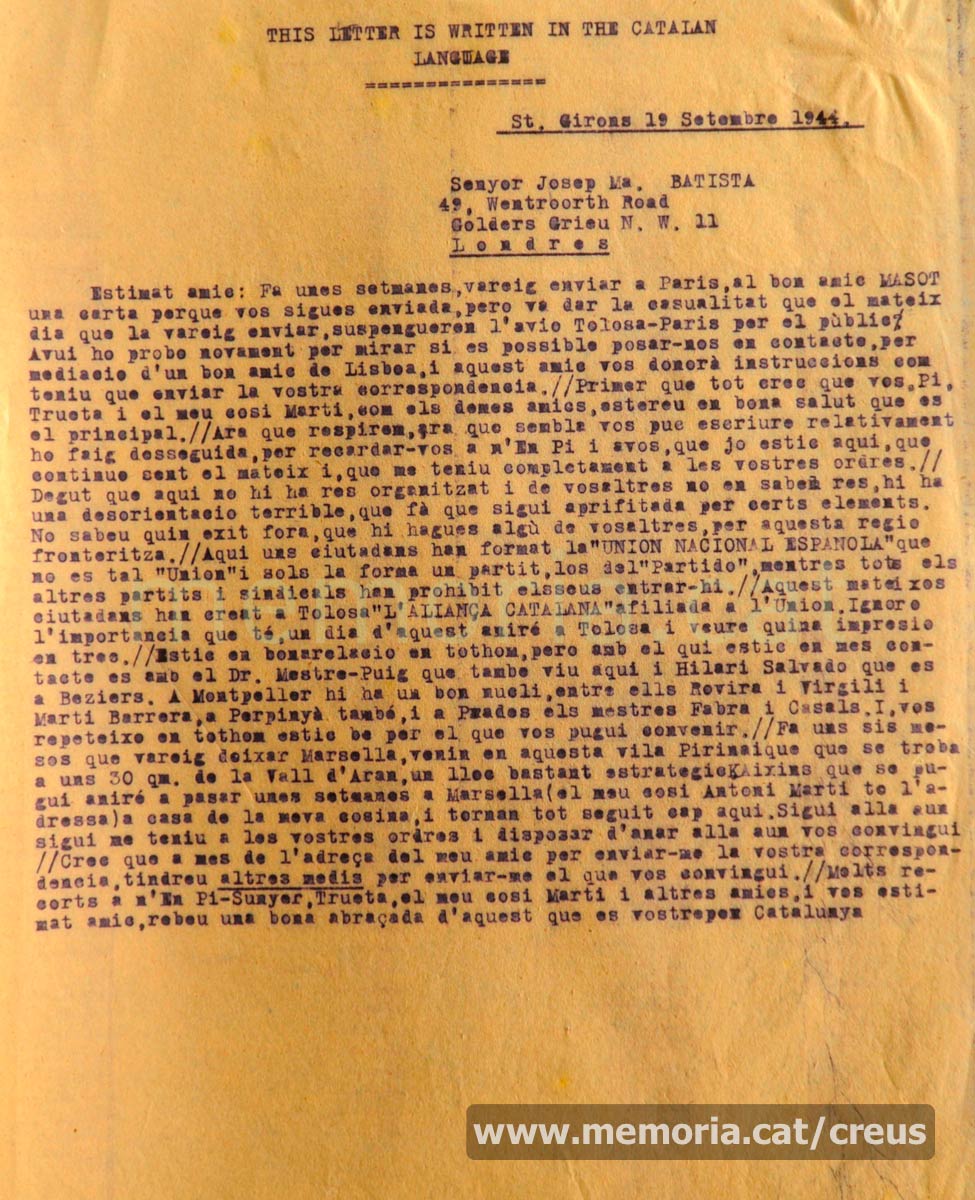 THIS LETTER IS WRITTEN IN THE CATALAN
LANGUAGE
================
St. Girons 19 Setembre 1944.
Senyor Josep Ma. BATISTA
49, Wentroorth Road
Golders Grieu N. W. 11
L o n d r e s
Estimat amic: Fa unes setmanes,vareig enviar a Paris,al bon amic MASOT
una carta perque vos sigues enviada,pero va dar la casualitat que el mateix
dia que la vareig enviar,suspengueren l'avio Tolosa-Paris per el pùblic/
Avui ho probo novament per mirar si es possible posar-nos en contacte,per
mediacio d'un bon amic de Lisboa,i aquest amic vos donorà instruccions com
teniu que enviar la vostra correspondencia.//Primer que tot crec que vos,Pi,
Trueta i el meu cosi Marti,com els demes amics,estereu en bona salut que es
el principal.//Ara que respirem,ara que sembla vos puc escriure relativament
ho faig desseguida,per recordar-vos a n'En Pi i avos,que jo estic aqui,que
continuo sent el mateix i,que me teniu completament a les vostres ordres.//
Degut que aqui no hi ha res organitzat i de vosaltres no en sabem res,hi ha
una desorientacio terrible,que fà que sigui aprifitada per certs elements.
No sabeu quin exit fora,que hi hagues algù de vosaltres,per aquesta regio
fronteritza.//Aqui uns ciutadans han format la"UNION NACIONAL ESPANOLA"que
no es tal "Union"i sols la forma un partit,los del"Partido",mentres tots els
altres partits i sindicals han prohibit elsseus entrar-hi.//Aquest mateixos
ciutadans han creat a Tolosa"L'ALIANÇA CATALANA"afiliada a l'Union.Ignoro
l'importancia que té,un dia d'aquest aniré a Tolosa i veure quina impresio
en trec.//Estic en bonarelacio en tothom,pero amb el qui estic en mes con-
tacte es amb el Dr. Mestre-Puig que tambe viu aqui i Hilari Salvado que es
a Beziers. A Montpeller hi ha un bon nucli,entre ells Rovira i Virgili i
Marti Barrera,a Perpinyà també,i a Prades els mestres Fabra i Casals.I,vos
repeteixo en tothom estic be per el que vos pugui convenir.//Fa uns sis me-
sos que vareig deixar Marsella,venin en aquesta vila Pirinaique que se troba
a uns 30 qm. de la Vall d'Aran,un lloc bastant estrategic.Aixins que se pu-
gui aniré a pasar unes setmanes a Marsella(el meu cosi Antoni Marti te l'a-
dressa)a casa de la meva cosina,i tornan tot seguit cap aqui.Sigui alla aun
sigui me teniu a les vostres ordres i disposar d'anar alla aun vos convingui
//Crec que a mes de l'adreça del meu amic per enviar-me la vostra correspon-
dencia,tindreu altres medis per enviar-me el que vos convingui.//Molts re-
corts a n'En Pi-Sunyer,Trueta,el meu cosi Marti i altres amics,i vos esti-
mat amic,rebeu una bona abraçada d'aquest que es vostreper Catalunya
www.memoria.cat/creus